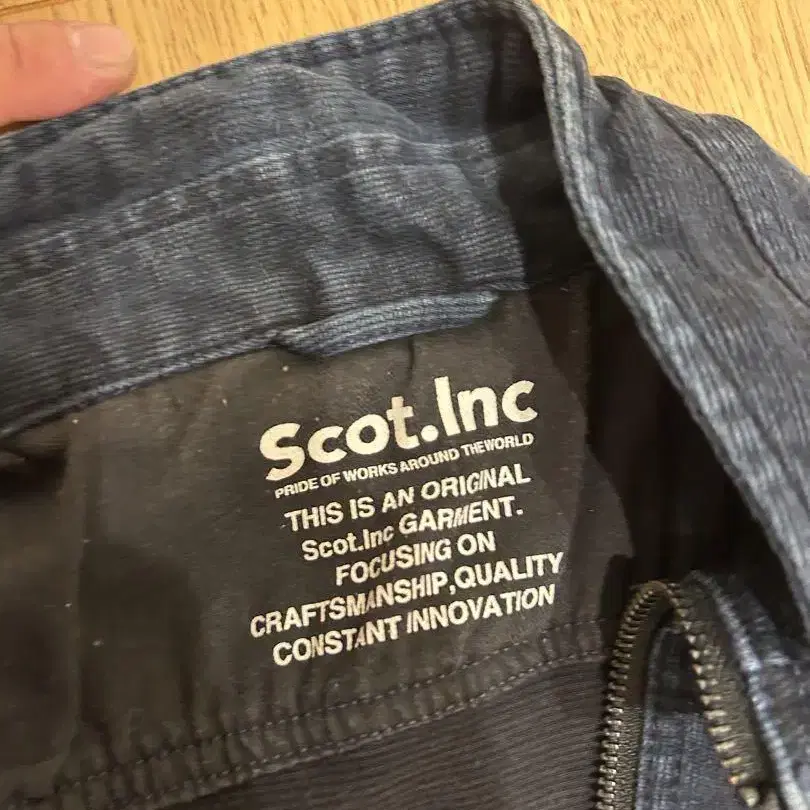 Scot.Inc
PRIDE OF WORKS AROUND THEWORLD
THIS IS AN ORIGINAL
Scot.Inc GARMENT.
FOCUSING ON
CRAFTSMANSHIP,QUALITY
CONSTANT INNOVATION